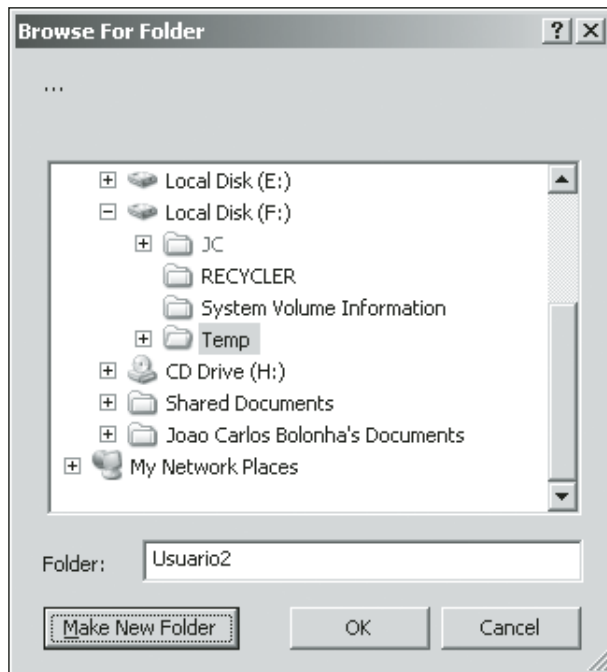 Browse For Folder
...
Local Disk (E:)
Local Disk (F:)
JC
RECYCLER
System Volume Information
Temp
CD Drive (H:)
Shared Documents
Joao Carlos Bolonha's Documents
My Network Places
Folder: Usuario2
Make New Folder OK Cancel